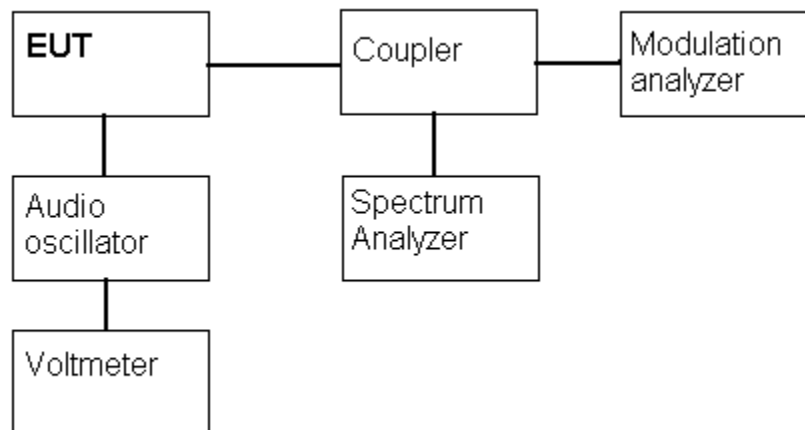 EUT
Coupler
Modulation
analyzer
Audio
oscillator
Spectrum
Analyzer
Voltmeter